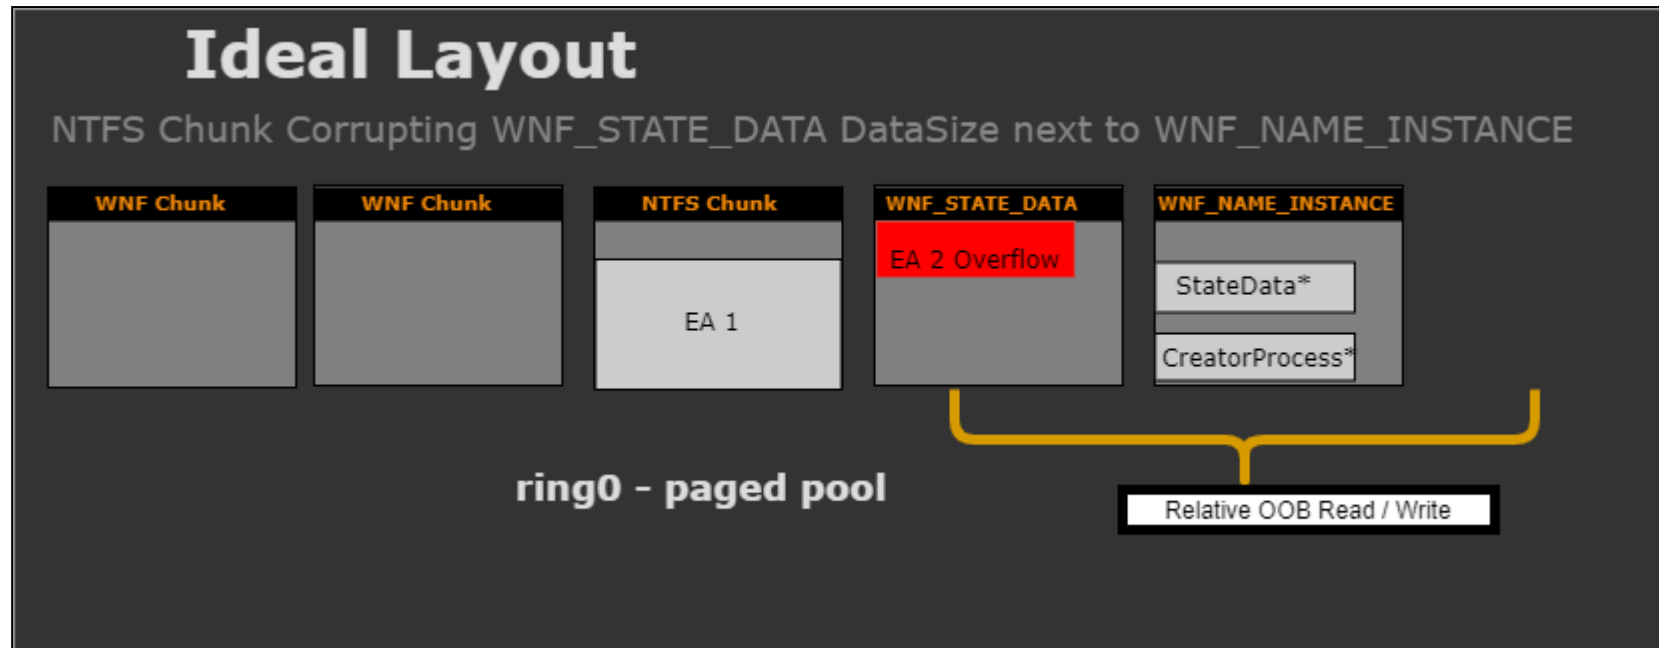 Ideal Layout
NTFS Chunk Corrupting WNF_STATE_DATA DataSize next to WNF_NAME_INSTANCE
WNF Chunk
WNF Chunk
NTFS Chunk
WNF_STATE_DATA
WNF_NAME_INSTANCE
EA 2 Overflow
StateData*
EA 1
CreatorProcess*
ring0 - paged pool
Relative OOB Read / Write